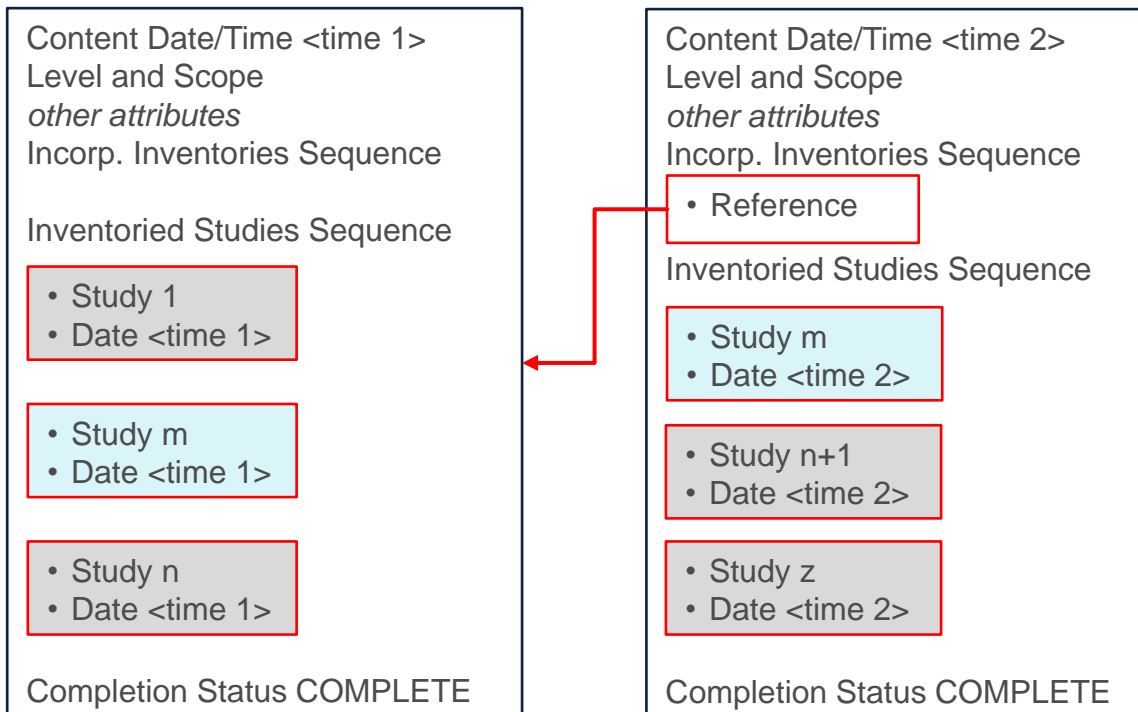 Content Date/Time <time 1>
Level and Scope
other attributes
Incorp. Inventories Sequence
Inventoried Studies Sequence
• Study 1
• Date <time 1>
• Study m
• Date <time 1>
• Study n
• Date <time 1>
Completion Status COMPLETE
Content Date/Time <time 2>
Level and Scope
other attributes
Incorp. Inventories Sequence
• Reference
Inventoried Studies Sequence
• Study m
• Date <time 2>
• Study n+1
• Date <time 2>
• Study z
• Date <time 2>
Completion Status COMPLETE